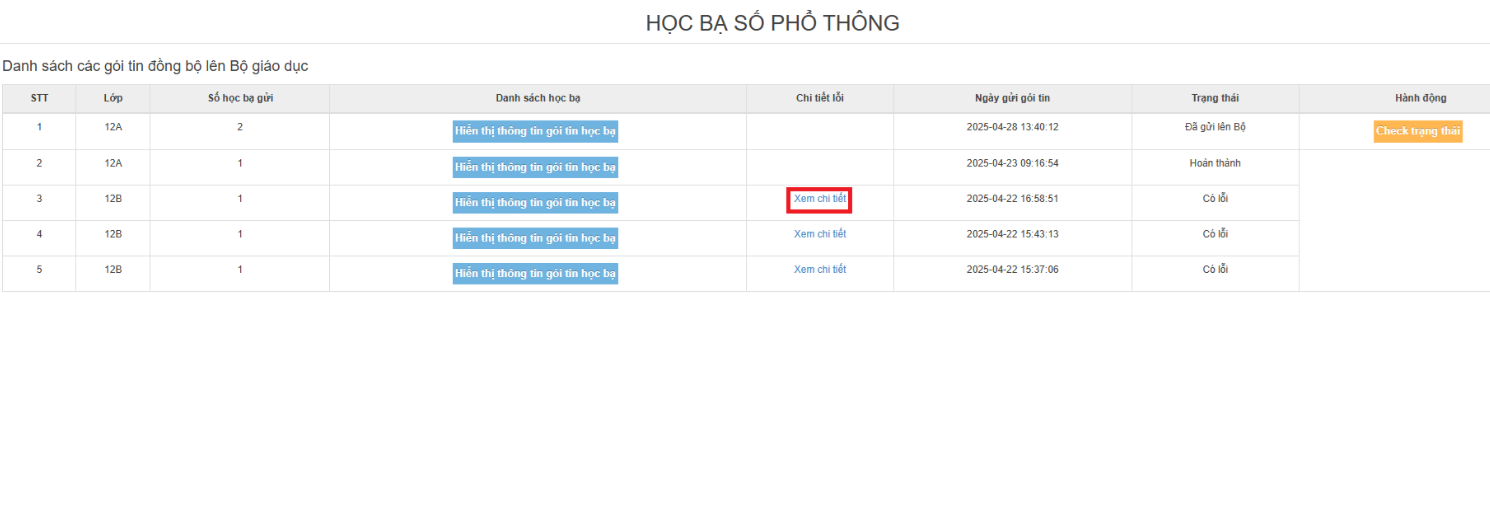 HỌC BẠ SỐ PHỔ THÔNG
Danh sách các gói tin đồng bộ lên Bộ giáo dục
STT Lớp Số học bạ gửi Danh sách học bạ Chi tiết lỗi Ngày gửi gói tin Trạng thái Hành động
1 12A 2 Hiển thị thông tin gói tin học bạ 2025-04-28 13:40:12 Đã gửi lên Bộ Check trạng thái
2 12A 1 Hiển thị thông tin gói tin học bạ 2025-04-23 09:16:54 Hoàn thành
3 12B 1 Hiển thị thông tin gói tin học bạ Xem chi tiết 2025-04-22 16:58:51 Có lỗi
4 12B 1 Hiển thị thông tin gói tin học bạ Xem chi tiết 2025-04-22 15:43:13 Có lỗi
5 12B 1 Hiển thị thông tin gói tin học bạ Xem chi tiết 2025-04-22 15:37:06 Có lỗi